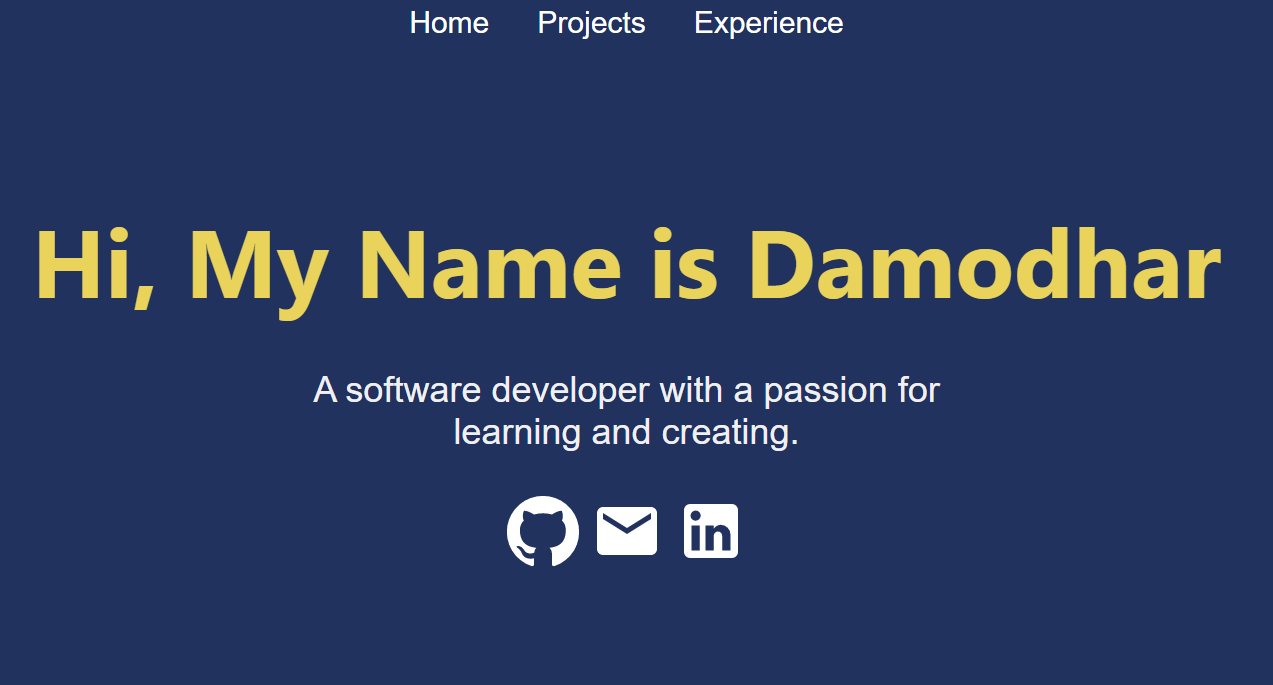 Home Projects Experience
Hi, My Name is Damodhar
A software developer with a passion for
learning and creating.
in